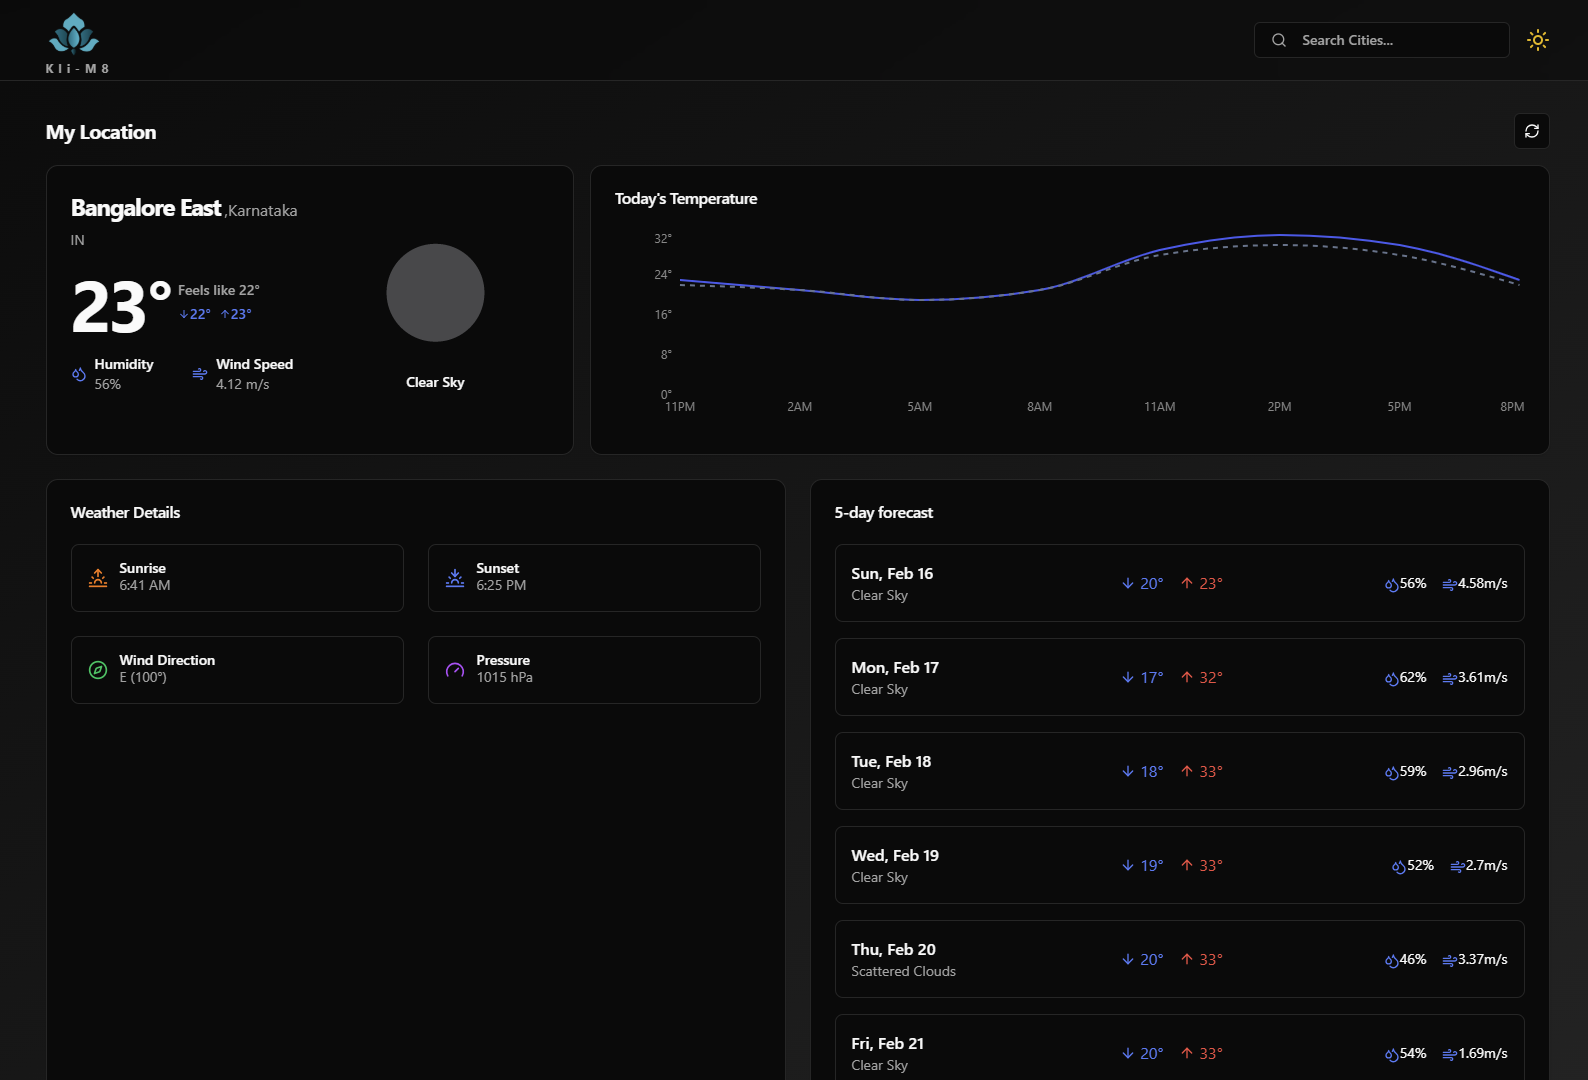 Kli-M8
Search Cities...
My Location
Bangalore East ,Karnataka
IN
23°
Feels like 22°
↓22° ↑23°
Humidity
56%
Wind Speed
4.12 m/s
Clear Sky
Today's Temperature
32°
24°
16°
8°
0°
11PM 2AM 5AM 8AM 11AM 2PM 5PM 8PM
Weather Details
Sunrise
6:41 AM
Sunset
6:25 PM
Wind Direction
E (100°)
Pressure
1015 hPa
5-day forecast
Sun, Feb 16
Clear Sky
↓ 20° ↑ 23°
56% 4.58m/s
Mon, Feb 17
Clear Sky
↓ 17° ↑ 32°
62% 3.61m/s
Tue, Feb 18
Clear Sky
↓ 18° ↑ 33°
59% 2.96m/s
Wed, Feb 19
Clear Sky
↓ 19° ↑ 33°
52% 2.7m/s
Thu, Feb 20
Scattered Clouds
↓ 20° ↑ 33°
46% 3.37m/s
Fri, Feb 21
Clear Sky
↓ 20° ↑ 33°
54% 1.69m/s